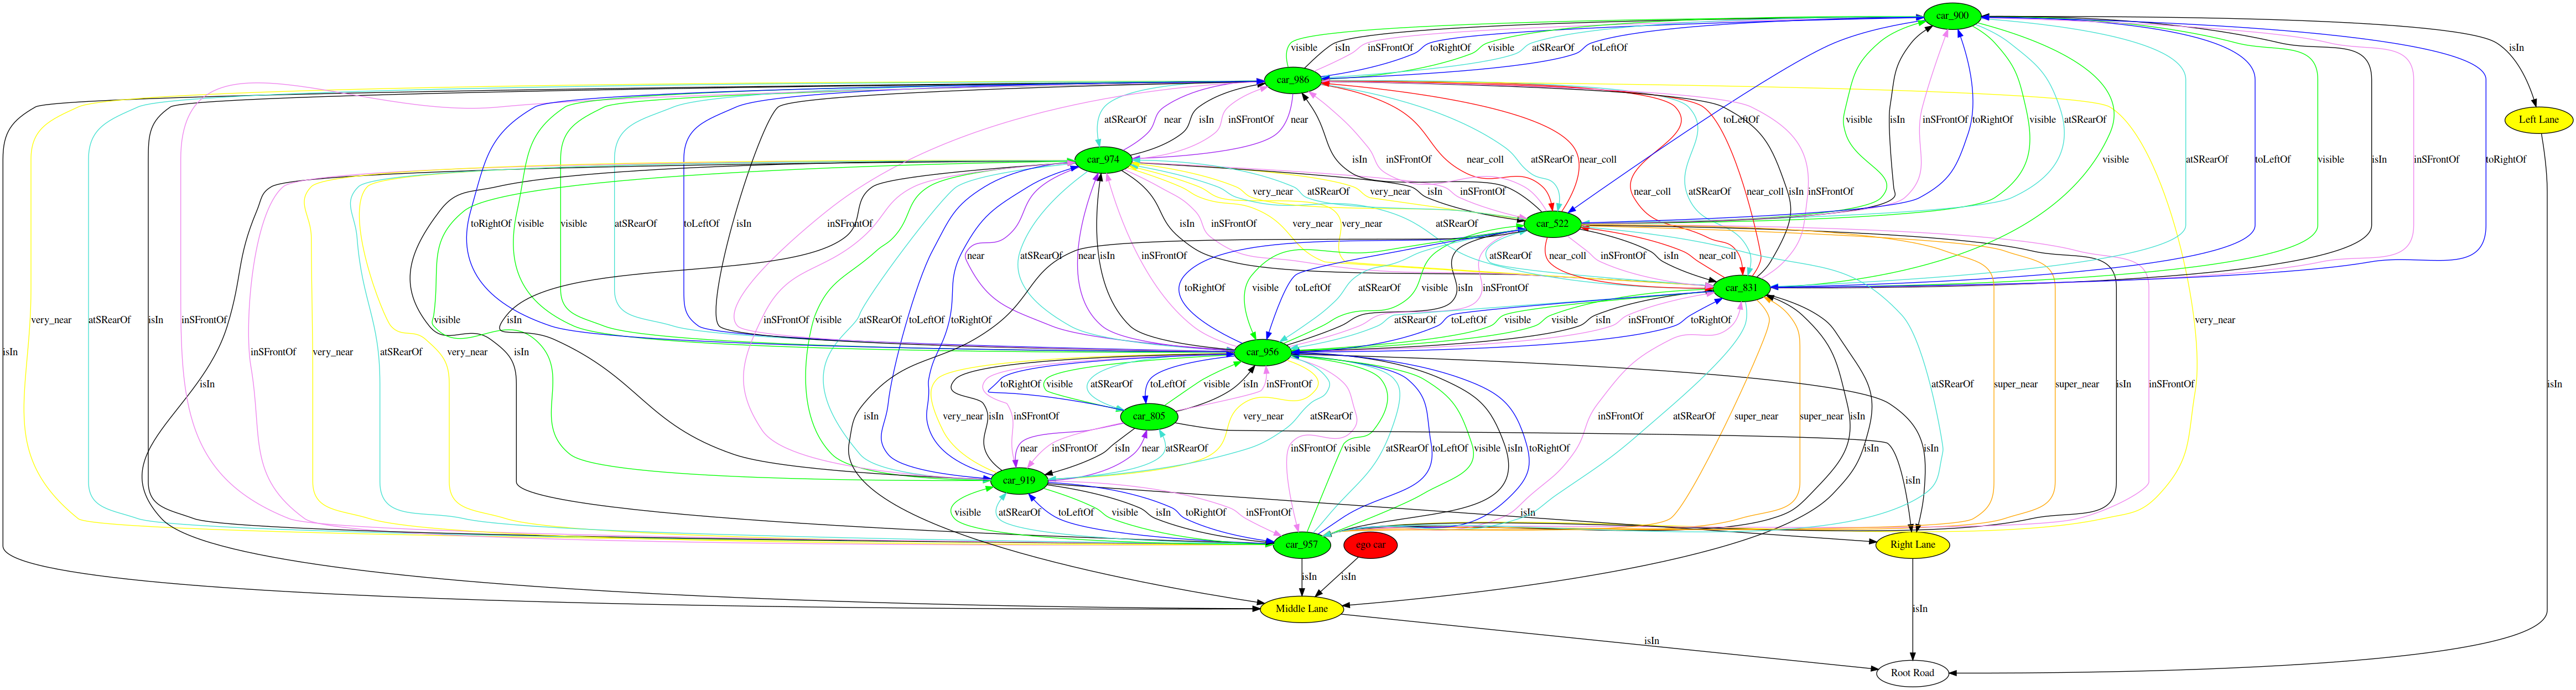 car_900
visible isIn inSFrontOf toRightOf visible atSRearOf toLeftOf isIn
car_986
atSRearOf near isIn inSFrontOf near toLeftOf visible isIn inSFrontOf toRightOf visible atSRearOf Left Lane
car_974 isIn inSFrontOf near_coll atSRearOf near_coll visible atSRearOf toLeftOf visible isIn inSFrontOf toRightOf
very_near atSRearOf very_near isIn inSFrontOf near_coll atSRearOf near_coll isIn inSFrontOf
toRightOf visible visible atSRearOf toLeftOf isIn inSFrontOf isIn inSFrontOf very_near very_near atSRearOf car_522
near atSRearOf near isIn inSFrontOf atSRearOf near_coll inSFrontOf isIn near_coll
toRightOf visible toLeftOf atSRearOf visible isIn inSFrontOf car_831
isIn very_near atSRearOf isIn inSFrontOf visible isIn inSFrontOf visible atSRearOf toLeftOf toRightOf atSRearOf toLeftOf visible visible isIn inSFrontOf toRightOf very_near
isIn inSFrontOf very_near atSRearOf very_near isIn car_956
isIn toRightOf visible atSRearOf toLeftOf visible isIn inSFrontOf atSRearOf super_near super_near isIn inSFrontOf isIn
isIn very_near isIn inSFrontOf car_805 very_near atSRearOf inSFrontOf atSRearOf super_near super_near isIn
near inSFrontOf isIn near atSRearOf inSFrontOf visible atSRearOf toLeftOf visible isIn toRightOf isIn isIn
car_919 isIn
visible atSRearOf toLeftOf visible isIn toRightOf inSFrontOf isIn
car_957 ego car Right Lane
isIn isIn
Middle Lane isIn
isIn
Root Road